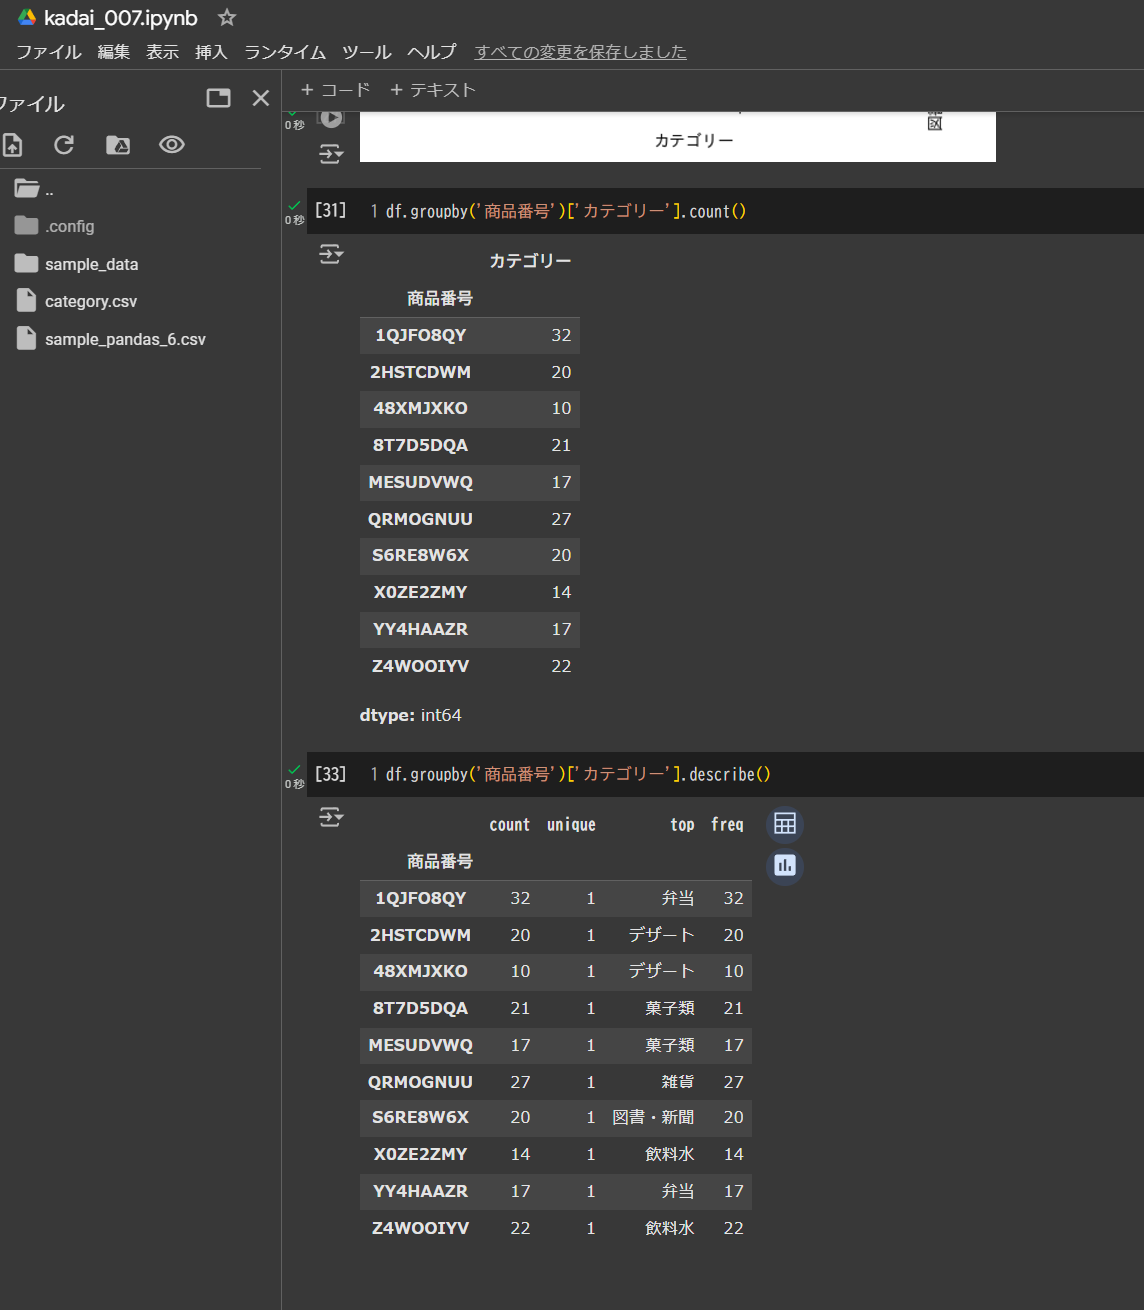 kadai_007.ipynb
ファイル 編集 表示 挿入 ランタイム ツール ヘルプ すべての変更を保存しました
ファイル
+ コード + テキスト
..
.config
sample_data
category.csv
sample_pandas_6.csv
0秒
カテゴリー
図
0秒 [31] 1 df.groupby('商品番号')['カテゴリー'].count()
カテゴリー
商品番号
1QJFO8QY 32
2HSTCDWM 20
48XMJXKO 10
8T7D5DQA 21
MESUDVWQ 17
QRMOGNUU 27
S6RE8W6X 20
X0ZE2ZMY 14
YY4HAAZR 17
Z4WOOIYV 22
dtype: int64
0秒 [33] 1 df.groupby('商品番号')['カテゴリー'].describe()
count unique top freq
商品番号
1QJFO8QY 32 1 弁当 32
2HSTCDWM 20 1 デザート 20
48XMJXKO 10 1 デザート 10
8T7D5DQA 21 1 菓子類 21
MESUDVWQ 17 1 菓子類 17
QRMOGNUU 27 1 雑貨 27
S6RE8W6X 20 1 図書・新聞 20
X0ZE2ZMY 14 1 飲料水 14
YY4HAAZR 17 1 弁当 17
Z4WOOIYV 22 1 飲料水 22